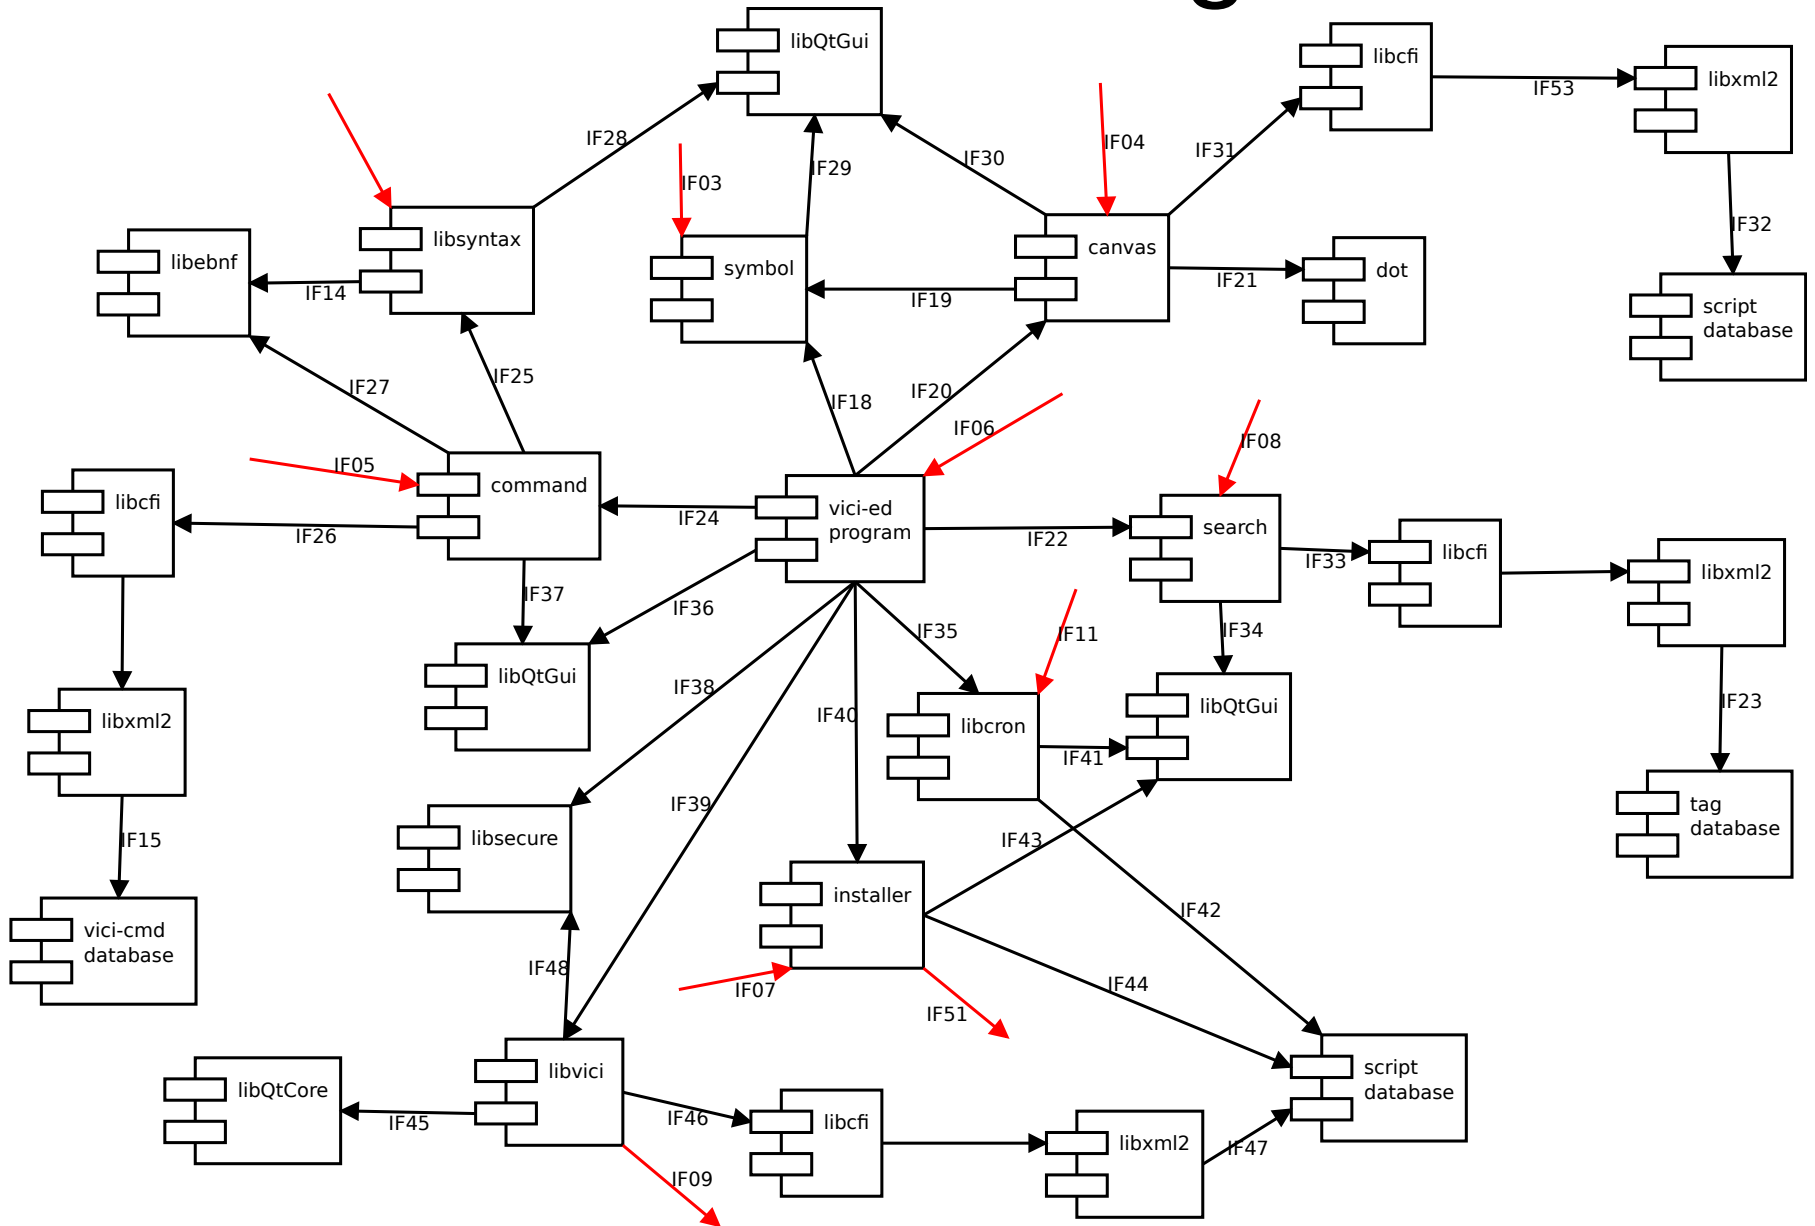 libQtGui
libcfi
libxml2
IF53
IF28
IF29
IF30
IF04
IF31
IF03
IF32
libebnf
libsyntax
symbol
canvas
dot
script
database
IF14
IF19
IF21
IF27
IF25
IF18
IF20
IF06
IF08
IF05
libcfi
command
vici-ed
program
search
libcfi
libxml2
IF26
IF24
IF22
IF33
IF37
IF36
IF35
IF11
IF34
libxml2
libQtGui
IF38
IF40
libcron
libQtGui
IF23
IF41
tag
database
IF15
libsecure
IF39
IF43
installer
IF42
vici-cmd
database
IF48
IF07
IF51
IF44
libQtCore
libvici
script
database
IF45
IF46
libcfi
libxml2
IF47
IF09